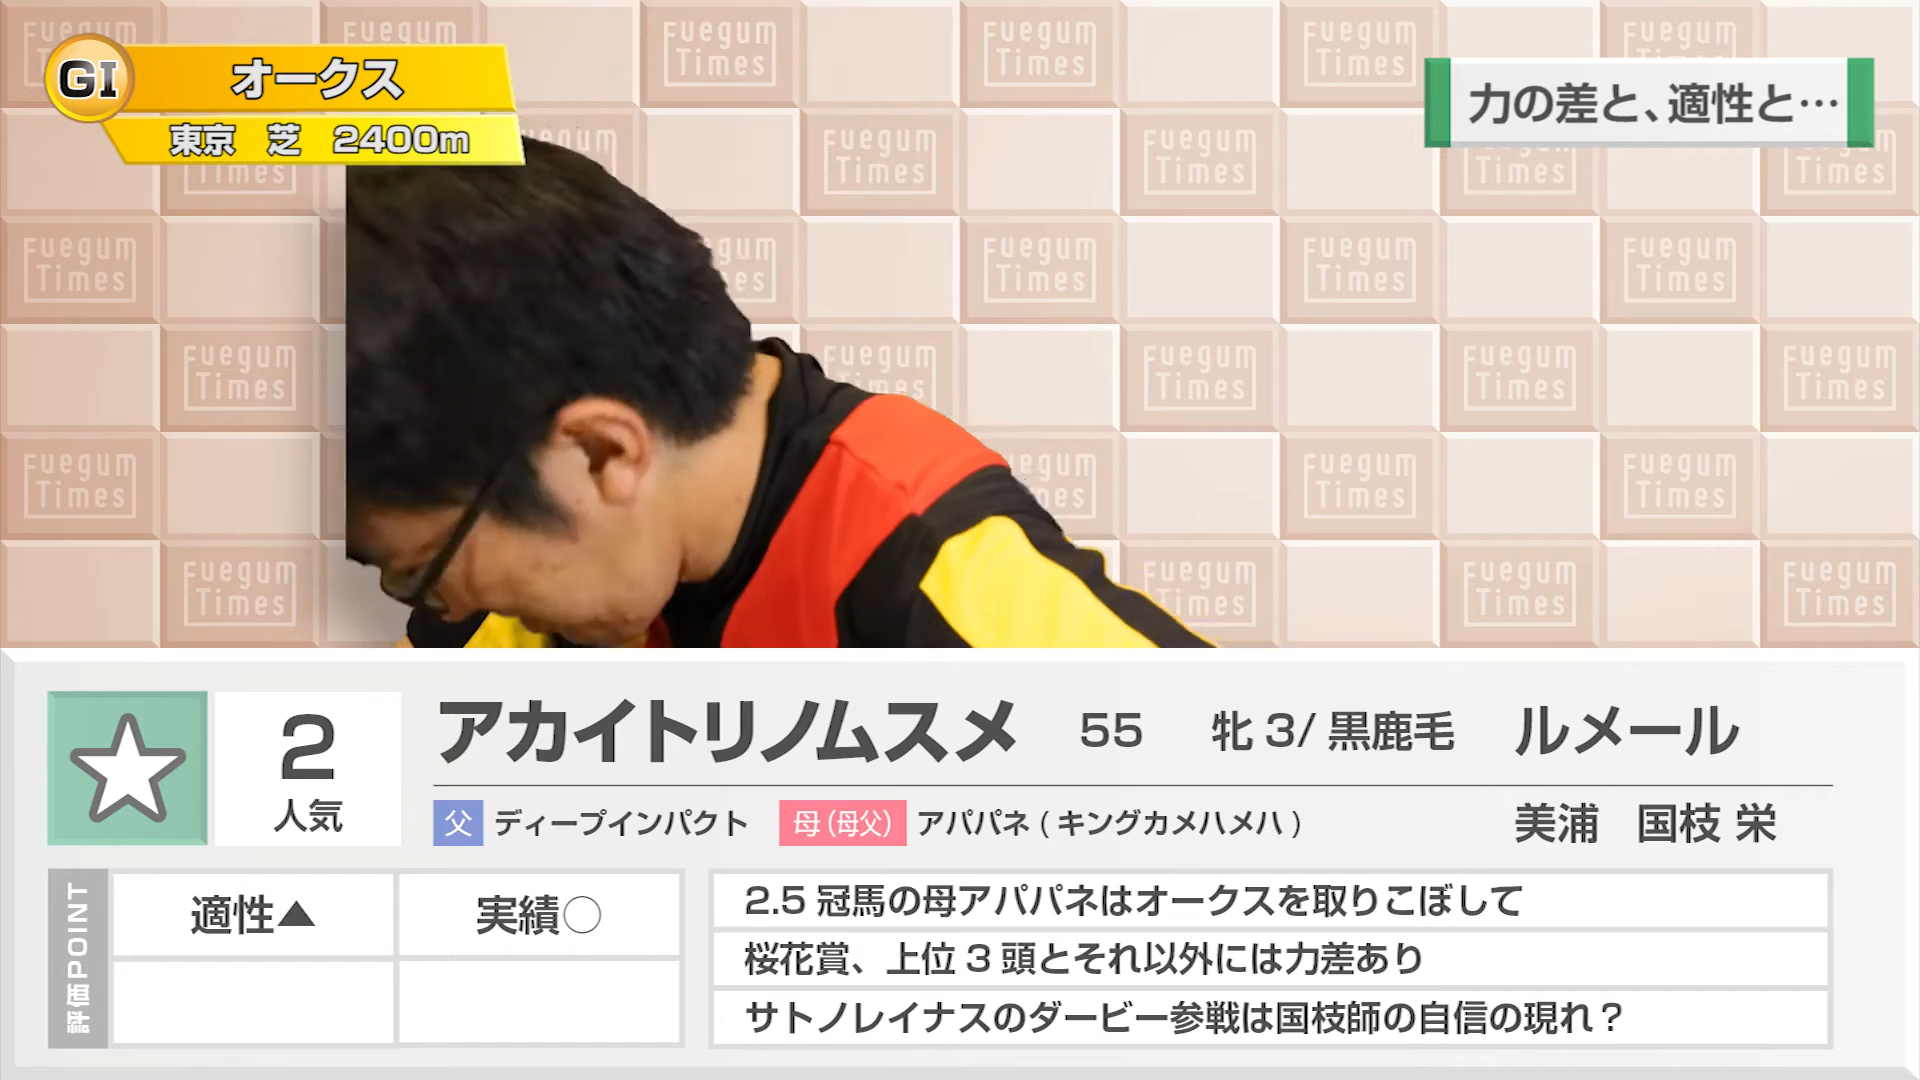 GI オークス
東京 芝 2400m
力の差と、適性と…
Fuegum Times
☆
2
人気
アカイトリノムスメ 55 牝 3/ 黒鹿毛 ルメール
父 ディープインパクト 母(母父) アパパネ ( キングカメハメハ ) 美浦 国枝 栄
評価POINT
適性▲ 実績○
2.5 冠馬の母アパパネはオークスを取りこぼして
桜花賞、上位 3 頭とそれ以外には力差あり
サトノレイナスのダービー参戦は国枝師の自信の現れ？